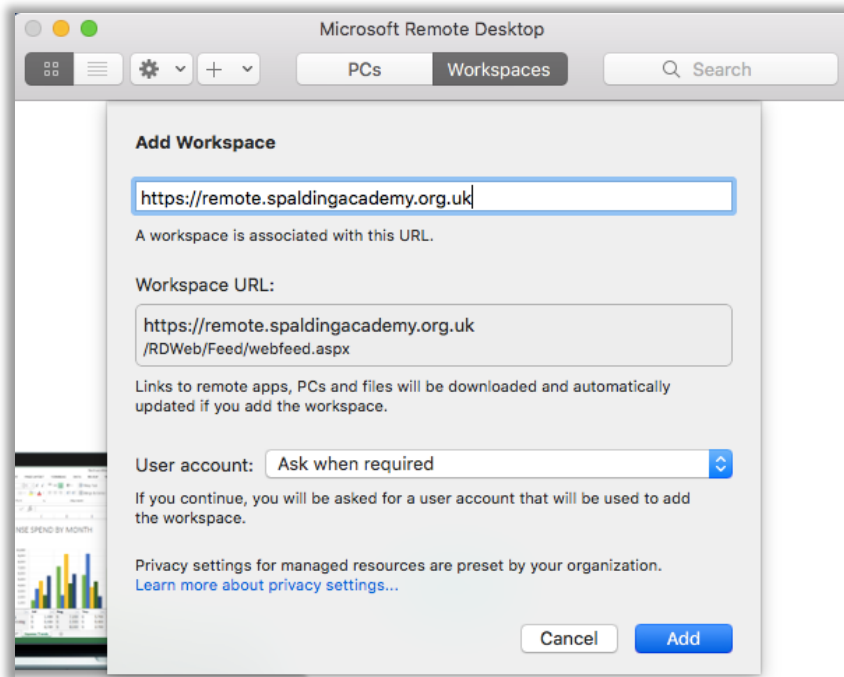 Microsoft Remote Desktop
PCs Workspaces Search
Add Workspace
https://remote.spaldingacademy.org.uk
A workspace is associated with this URL.
Workspace URL:
https://remote.spaldingacademy.org.uk
/RDWeb/Feed/webfeed.aspx
Links to remote apps, PCs and files will be downloaded and automatically
updated if you add the workspace.
User account: Ask when required
If you continue, you will be asked for a user account that will be used to add
the workspace.
NSE SPEND BY MONTH
Privacy settings for managed resources are preset by your organization.
Learn more about privacy settings...
Cancel Add